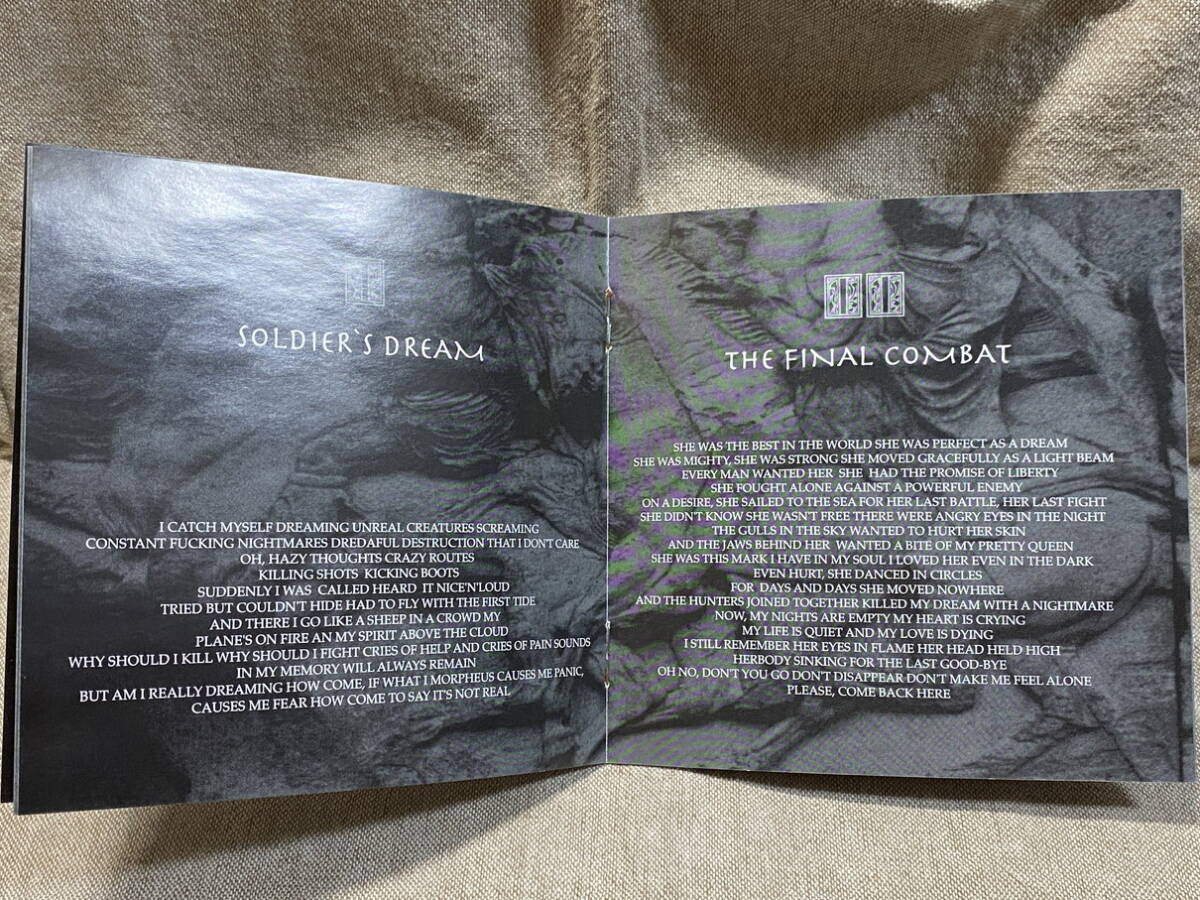 I
SOLDIER`S DREAM
I CATCH MYSELF DREAMING UNREAL CREATURES SCREAMING
CONSTANT FUCKING NIGHTMARES DREDAFUL DESTRUCTION THAT I DON'T CARE
OH, HAZY THOUGHTS CRAZY ROUTES
KILLING SHOTS KICKING BOOTS
SUDDENLY I WAS CALLED HEARD IT NICE'N'LOUD
TRIED BUT COULDN'T HIDE HAD TO FLY WITH THE FIRST TIDE
AND THERE I GO LIKE A SHEEP IN A CROWD MY
PLANE'S ON FIRE AN MY SPIRIT ABOVE THE CLOUD
WHY SHOULD I KILL WHY SHOULD I FIGHT CRIES OF HELP AND CRIES OF PAIN SOUNDS
IN MY MEMORY WILL ALWAYS REMAIN
BUT AM I REALLY DREAMING HOW COME, IF WHAT I MORPHEUS CAUSES ME PANIC,
CAUSES ME FEAR HOW COME TO SAY IT'S NOT REAL
II
THE FINAL COMBAT
SHE WAS THE BEST IN THE WORLD SHE WAS PERFECT AS A DREAM
SHE WAS MIGHTY, SHE WAS STRONG SHE MOVED GRACEFULLY AS A LIGHT BEAM
EVERY MAN WANTED HER SHE HAD THE PROMISE OF LIBERTY
SHE FOUGHT ALONE AGAINST A POWERFUL ENEMY
ON A DESIRE, SHE SAILED TO THE SEA FOR HER LAST BATTLE, HER LAST FIGHT
SHE DIDN'T KNOW SHE WASN'T FREE THERE WERE ANGRY EYES IN THE NIGHT
THE GULLS IN THE SKY WANTED TO HURT HER SKIN
AND THE JAWS BEHIND HER WANTED A BITE OF MY PRETTY QUEEN
SHE WAS THIS MARK I HAVE IN MY SOUL I LOVED HER EVEN IN THE DARK
EVEN HURT, SHE DANCED IN CIRCLES
FOR DAYS AND DAYS SHE MOVED NOWHERE
AND THE HUNTERS JOINED TOGETHER KILLED MY DREAM WITH A NIGHTMARE
NOW, MY NIGHTS ARE EMPTY MY HEART IS CRYING
MY LIFE IS QUIET AND MY LOVE IS DYING
I STILL REMEMBER HER EYES IN FLAME HER HEAD HELD HIGH
HERBODY SINKING FOR THE LAST GOOD-BYE
OH NO, DON'T YOU GO DON'T DISAPPEAR DON'T MAKE ME FEEL ALONE
PLEASE, COME BACK HERE